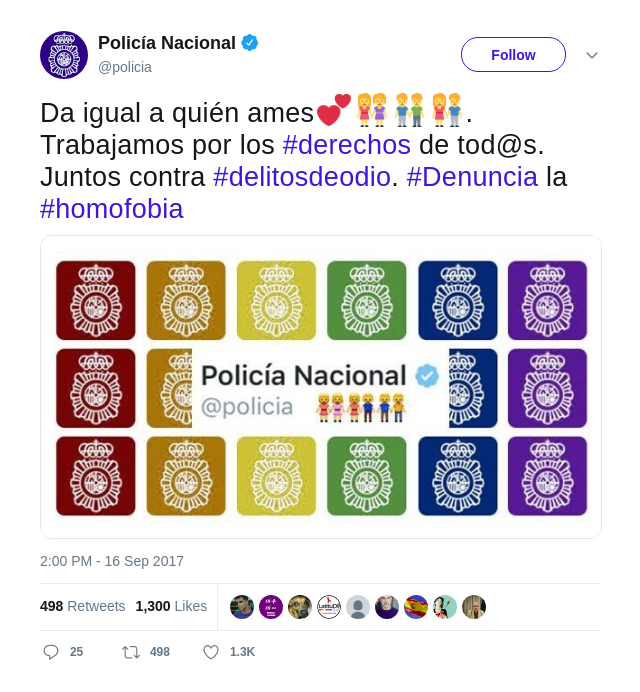 Policía Nacional
@policia
Follow
Da igual a quién ames💕👭👬👫.
Trabajamos por los #derechos de tod@s.
Juntos contra #delitosdeodio. #Denuncia la
#homofobia
Policía Nacional
@policia 👭👫👬
2:00 PM - 16 Sep 2017
498 Retweets 1,300 Likes
25 498 1.3K